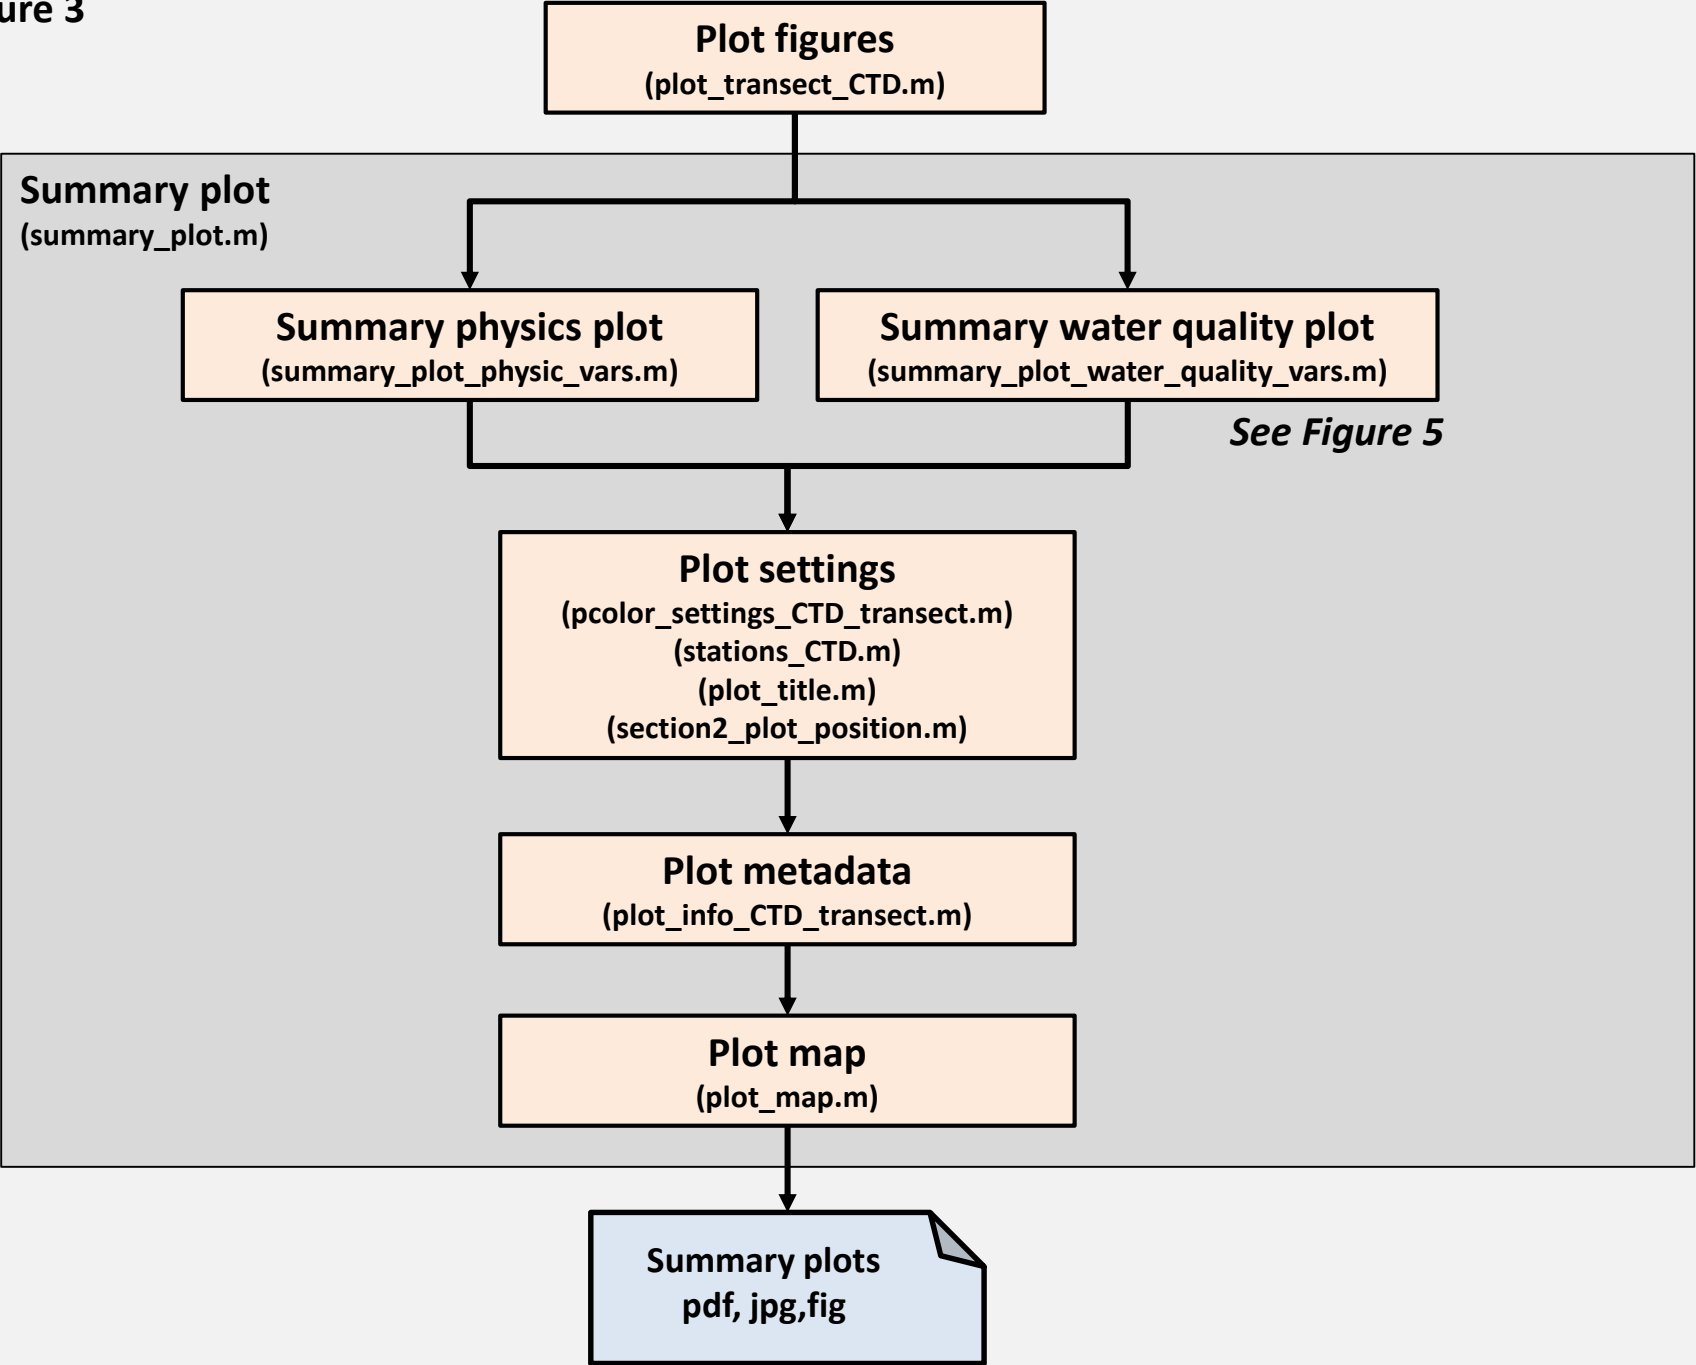 ure 3
Plot figures
(plot_transect_CTD.m)
Summary plot
(summary_plot.m)
Summary physics plot
(summary_plot_physic_vars.m)
Summary water quality plot
(summary_plot_water_quality_vars.m)
See Figure 5
Plot settings
(pcolor_settings_CTD_transect.m)
(stations_CTD.m)
(plot_title.m)
(section2_plot_position.m)
Plot metadata
(plot_info_CTD_transect.m)
Plot map
(plot_map.m)
Summary plots
pdf, jpg,fig